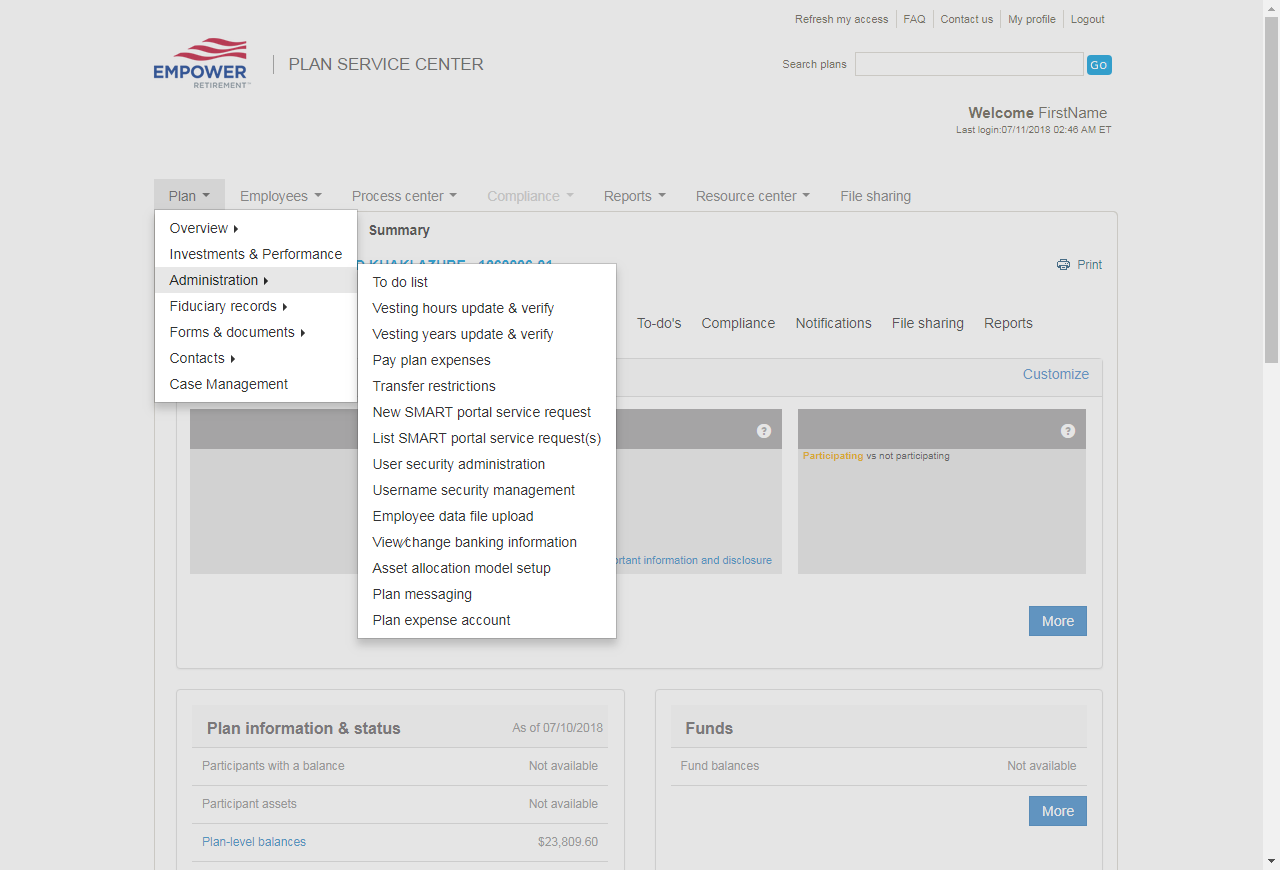 Refresh my access FAQ Contact us My profile Logout
EMPOWER
RETIREMENT
PLAN SERVICE CENTER
Search plans Go
Welcome FirstName
Last login:07/11/2018 02:46 AM ET
Plan Employees Process center Compliance Reports Resource center File sharing
Overview
Investments & Performance
Administration
Fiduciary records
Forms & documents
Contacts
Case Management
Summary
Print
To do list
Vesting hours update & verify
Vesting years update & verify
Pay plan expenses
Transfer restrictions
New SMART portal service request
List SMART portal service request(s)
User security administration
Username security management
Employee data file upload
View/change banking information
Asset allocation model setup
Plan messaging
Plan expense account
To-do's Compliance Notifications File sharing Reports
Customize
? ?
Participating vs not participating
information and disclosure
More
Plan information & status As of 07/10/2018
Participants with a balance Not available
Participant assets Not available
Plan-level balances $23,809.60
Funds
Fund balances Not available
More